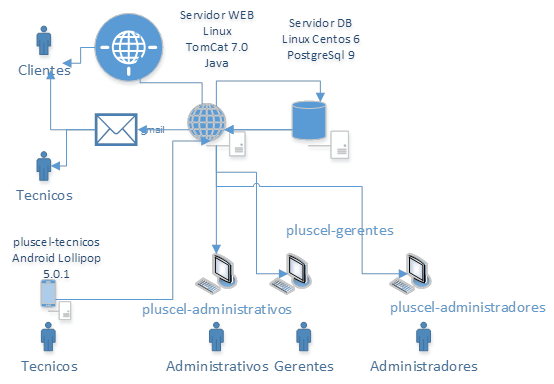 Servidor WEB
Linux
TomCat 7.0
Java
Servidor DB
Linux Centos 6
PostgreSql 9
Clientes
gmail
Tecnicos
pluscel-tecnicos
Android Lollipop
5.0.1
pluscel-gerentes
pluscel-administrativos
pluscel-administradores
Tecnicos
Administrativos
Gerentes
Administradores